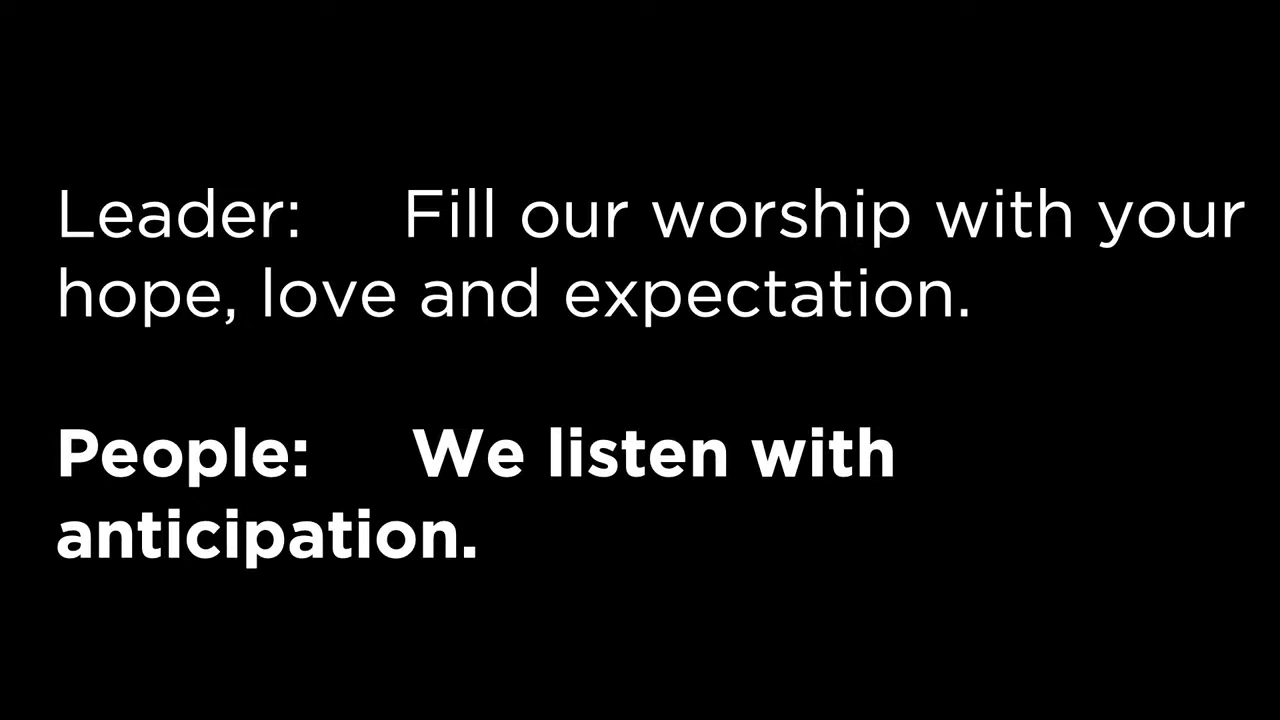 Leader: Fill our worship with your
hope, love and expectation.
People: We listen with
anticipation.